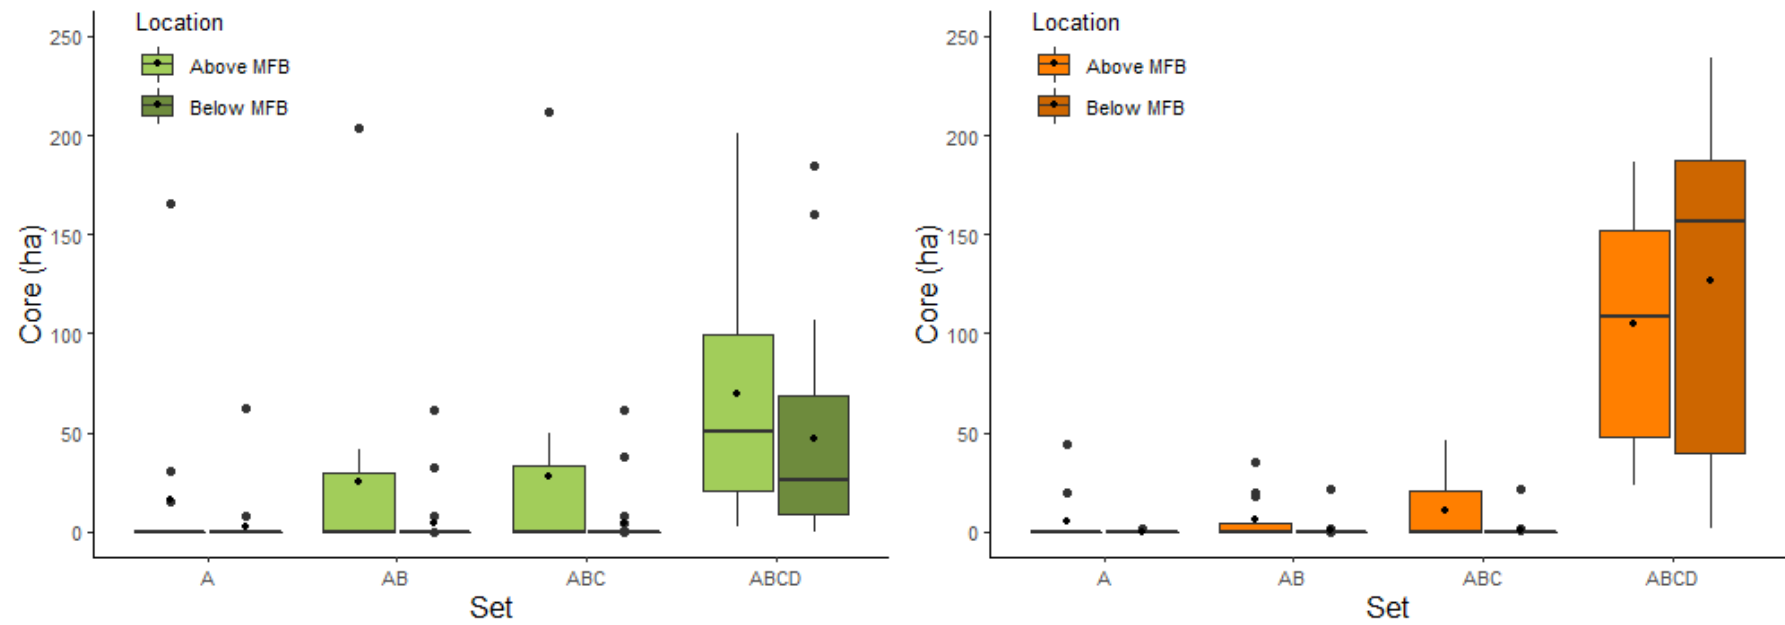 Location
Above MFB
Below MFB
250
200
150
100
50
0
Core (ha)
A AB ABC ABCD
Set
Location
Above MFB
Below MFB
250
200
150
100
50
0
Core (ha)
A AB ABC ABCD
Set